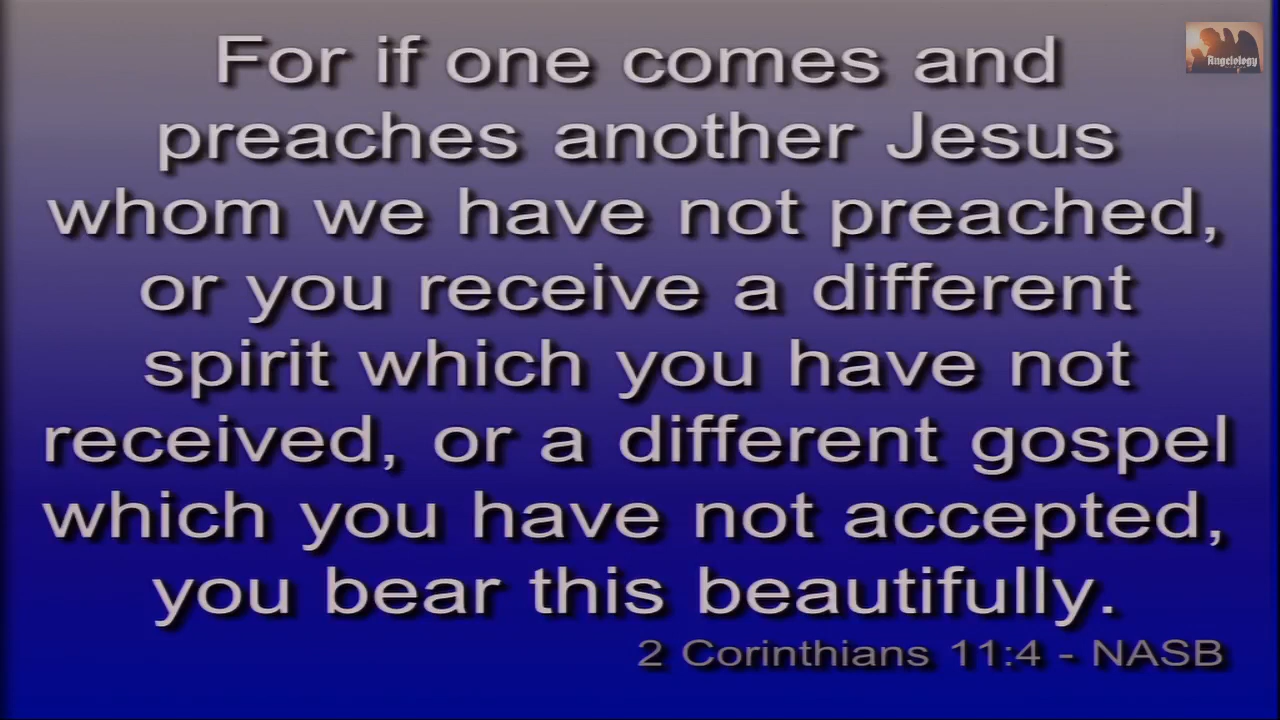 For if one comes and
preaches another Jesus
whom we have not preached,
or you receive a different
spirit which you have not
received, or a different gospel
which you have not accepted,
you bear this beautifully.
2 Corinthians 11:4 - NASB
Angelology